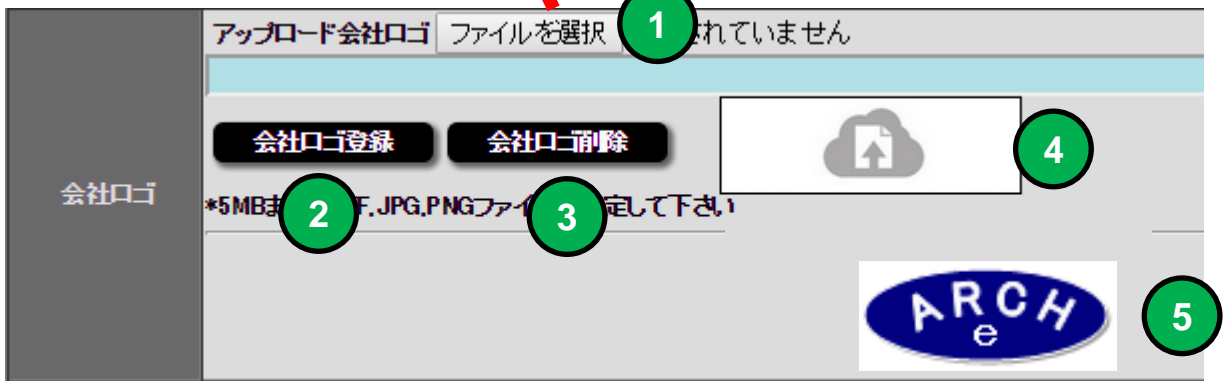 アップロード会社ロゴ ファイルを選択 1 されていません
会社ロゴ登録 会社ロゴ削除
4
会社ロゴ
*5MBま 2 F,JPG,PNGファイ 3 定して下さい
ARCH
e
5